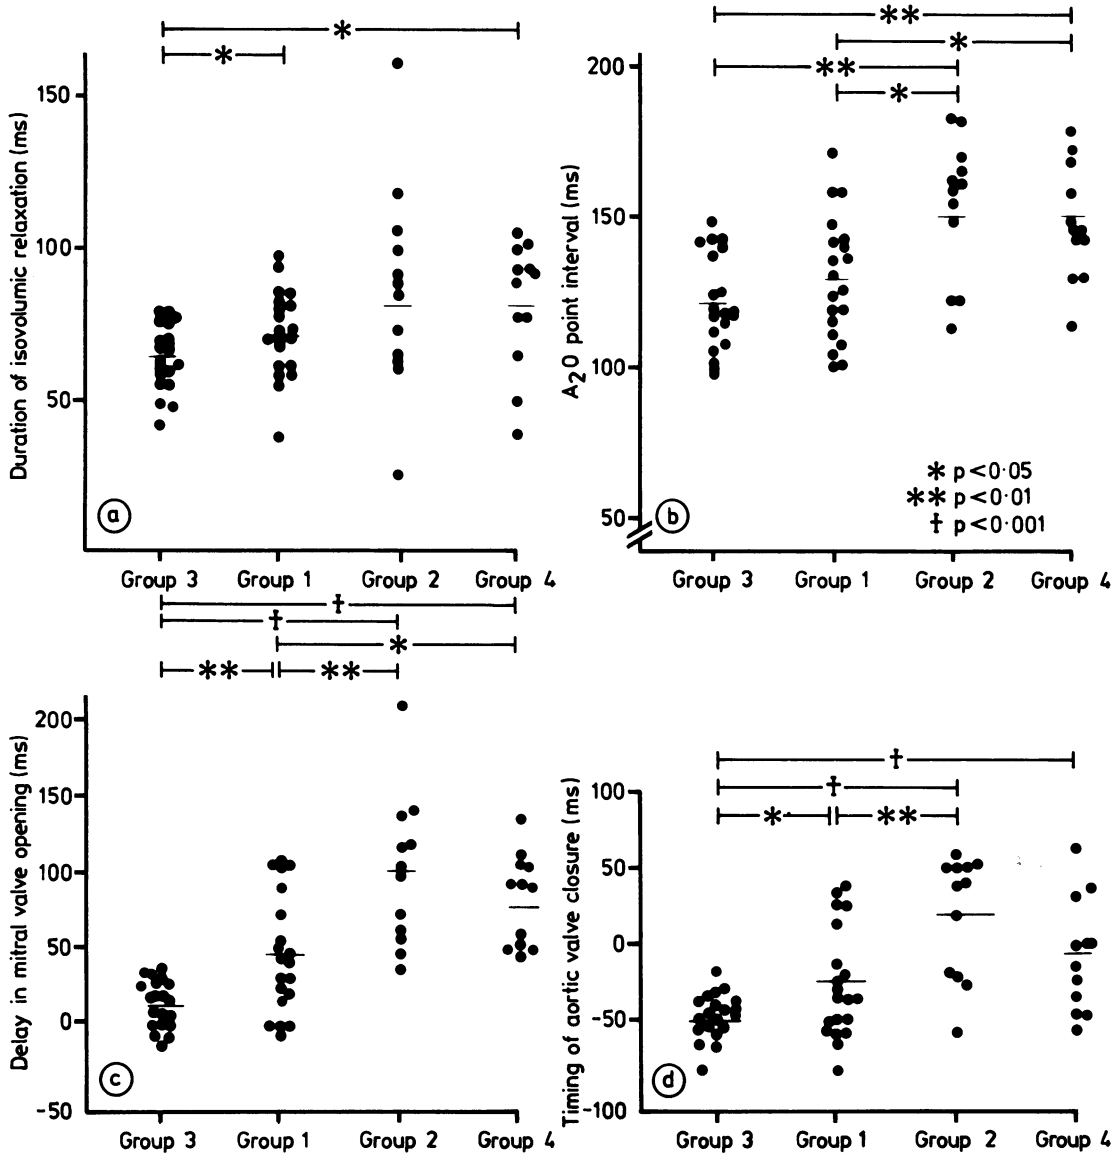 *
*
150
100
50
Duration of isovolumic relaxation (ms)
a
Group 3 Group 1 Group 2 Group 4
**
*
**
*
200
150
100
50
A₂O point interval (ms)
* p<0·05
** p<0·01
† p<0·001
b
Group 3 Group 1 Group 2 Group 4
†
†
*
** **
200
150
100
50
0
-50
Delay in mitral valve opening (ms)
c
Group 3 Group 1 Group 2 Group 4
†
†
* **
100
50
0
-50
-100
Timing of aortic valve closure (ms)
d
Group 3 Group 1 Group 2 Group 4